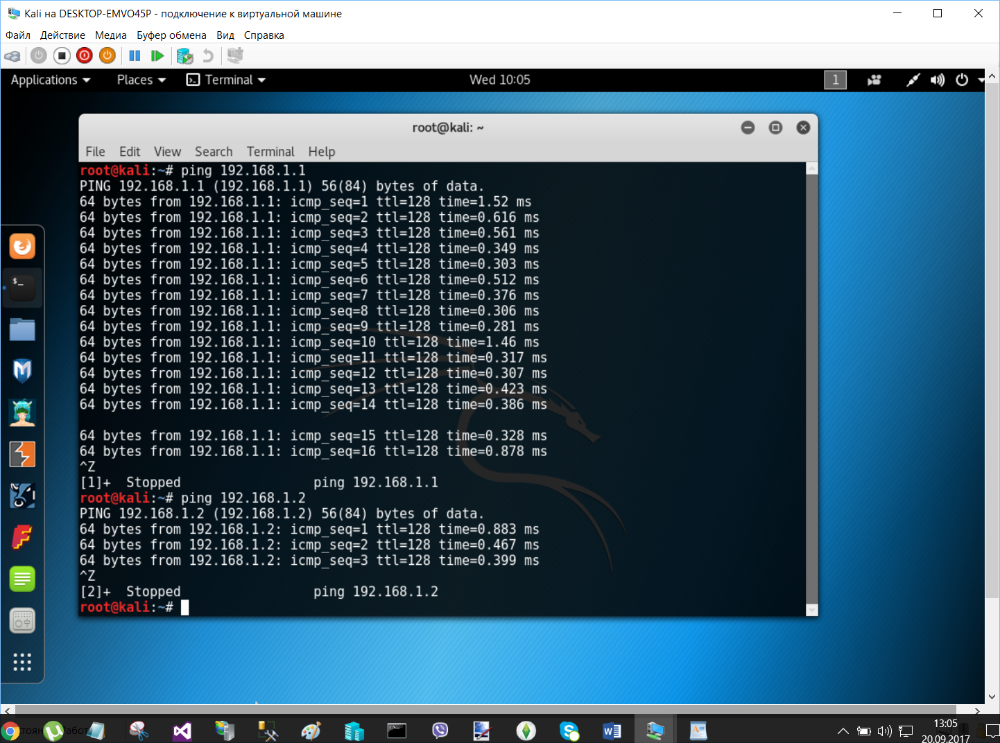 Kali на DESKTOP-EMVO45P - подключение к виртуальной машине
Файл Действие Медиа Буфер обмена Вид Справка
Applications Places Terminal Wed 10:05 1
root@kali: ~
File Edit View Search Terminal Help
root@kali:~# ping 192.168.1.1
PING 192.168.1.1 (192.168.1.1) 56(84) bytes of data.
64 bytes from 192.168.1.1: icmp_seq=1 ttl=128 time=1.52 ms
64 bytes from 192.168.1.1: icmp_seq=2 ttl=128 time=0.616 ms
64 bytes from 192.168.1.1: icmp_seq=3 ttl=128 time=0.561 ms
64 bytes from 192.168.1.1: icmp_seq=4 ttl=128 time=0.349 ms
64 bytes from 192.168.1.1: icmp_seq=5 ttl=128 time=0.303 ms
64 bytes from 192.168.1.1: icmp_seq=6 ttl=128 time=0.512 ms
64 bytes from 192.168.1.1: icmp_seq=7 ttl=128 time=0.376 ms
64 bytes from 192.168.1.1: icmp_seq=8 ttl=128 time=0.306 ms
64 bytes from 192.168.1.1: icmp_seq=9 ttl=128 time=0.281 ms
64 bytes from 192.168.1.1: icmp_seq=10 ttl=128 time=1.46 ms
64 bytes from 192.168.1.1: icmp_seq=11 ttl=128 time=0.317 ms
64 bytes from 192.168.1.1: icmp_seq=12 ttl=128 time=0.307 ms
64 bytes from 192.168.1.1: icmp_seq=13 ttl=128 time=0.423 ms
64 bytes from 192.168.1.1: icmp_seq=14 ttl=128 time=0.386 ms
64 bytes from 192.168.1.1: icmp_seq=15 ttl=128 time=0.328 ms
64 bytes from 192.168.1.1: icmp_seq=16 ttl=128 time=0.878 ms
^Z
[1]+  Stopped                 ping 192.168.1.1
root@kali:~# ping 192.168.1.2
PING 192.168.1.2 (192.168.1.2) 56(84) bytes of data.
64 bytes from 192.168.1.2: icmp_seq=1 ttl=128 time=0.883 ms
64 bytes from 192.168.1.2: icmp_seq=2 ttl=128 time=0.467 ms
64 bytes from 192.168.1.2: icmp_seq=3 ttl=128 time=0.399 ms
^Z
[2]+  Stopped                 ping 192.168.1.2
root@kali:~#
13:05
20.09.2017